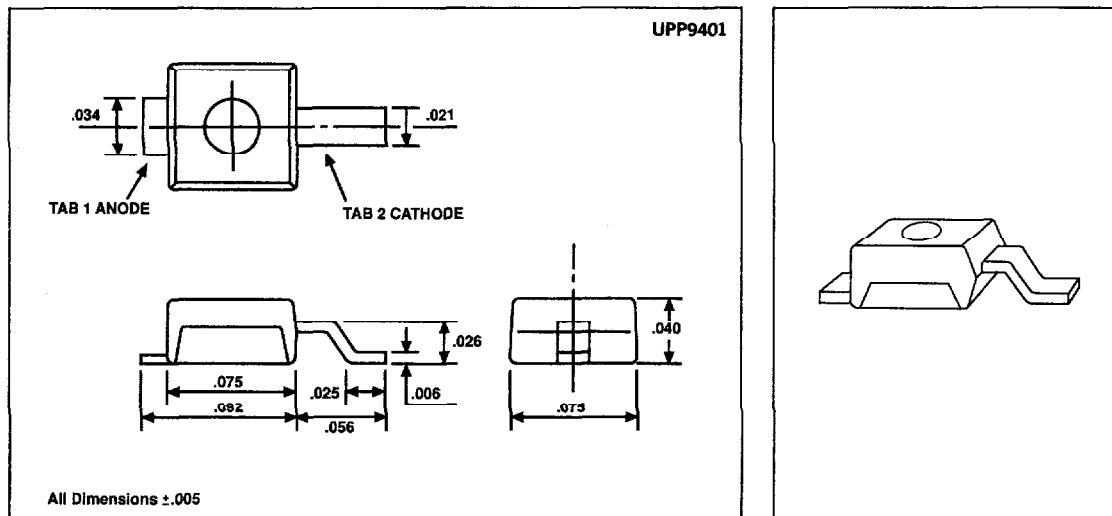 UPP9401
.034
.021
TAB 1 ANODE
TAB 2 CATHODE
.026
.040
.075
.025
.006
.092
.056
.075
All Dimensions ±.005